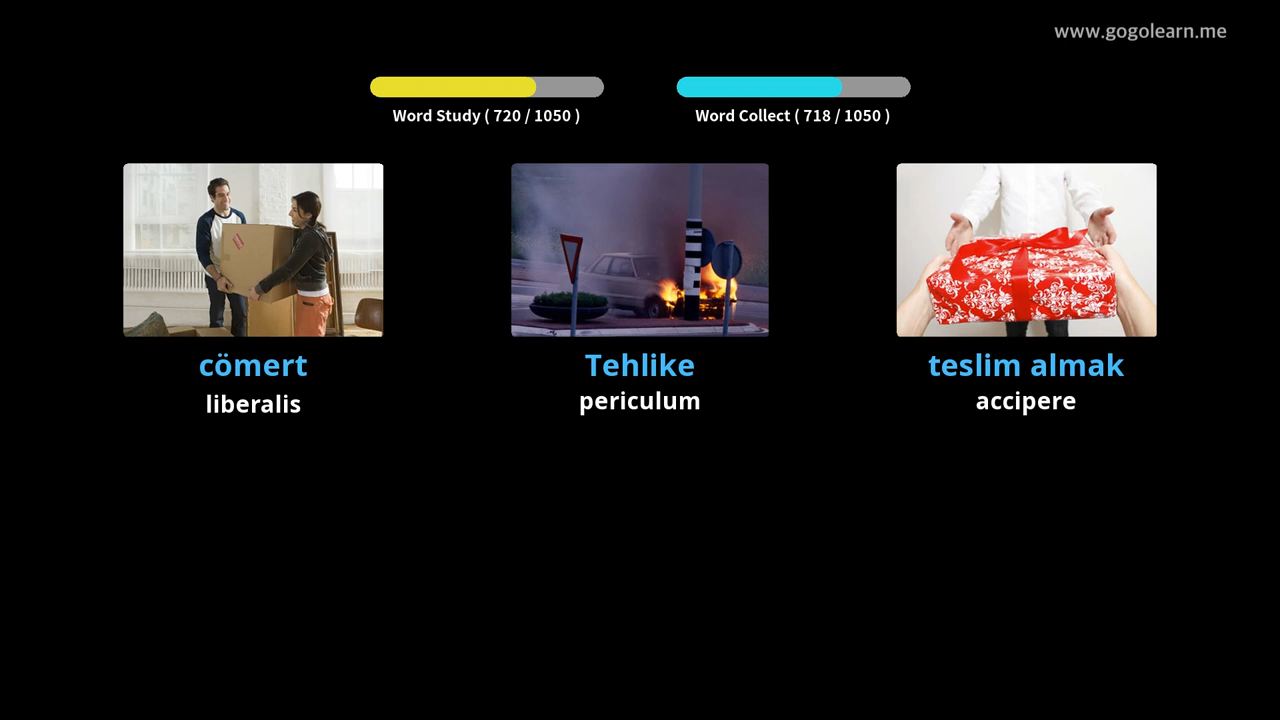 www.gogolearn.me
Word Study ( 720 / 1050 )
Word Collect ( 718 / 1050 )
cömert
liberalis
Tehlike
periculum
teslim almak
accipere